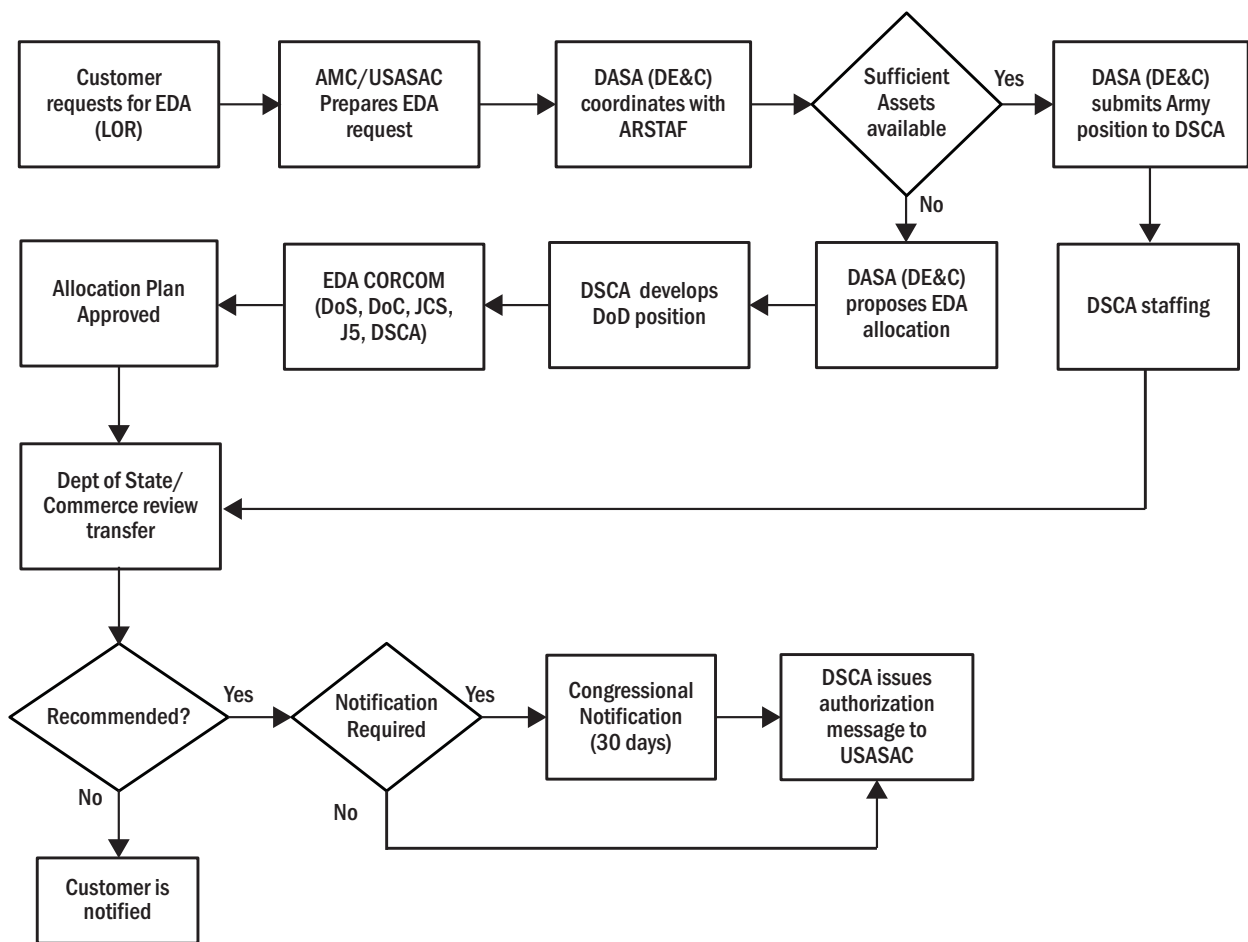 Customer
requests for EDA
(LOR)
AMC/USASAC
Prepares EDA
request
DASA (DE&C)
coordinates with
ARSTAF
Sufficient
Assets
available
Yes
DASA (DE&C)
submits Army
position to DSCA
No
Allocation Plan
Approved
EDA CORCOM
(DoS, DoC, JCS,
J5, DSCA)
DSCA develops
DoD position
DASA (DE&C)
proposes EDA
allocation
DSCA staffing
Dept of State/
Commerce review
transfer
Recommended?
Yes
Notification
Required
Yes
Congressional
Notification
(30 days)
DSCA issues
authorization
message to
USASAC
No
No
Customer is
notified